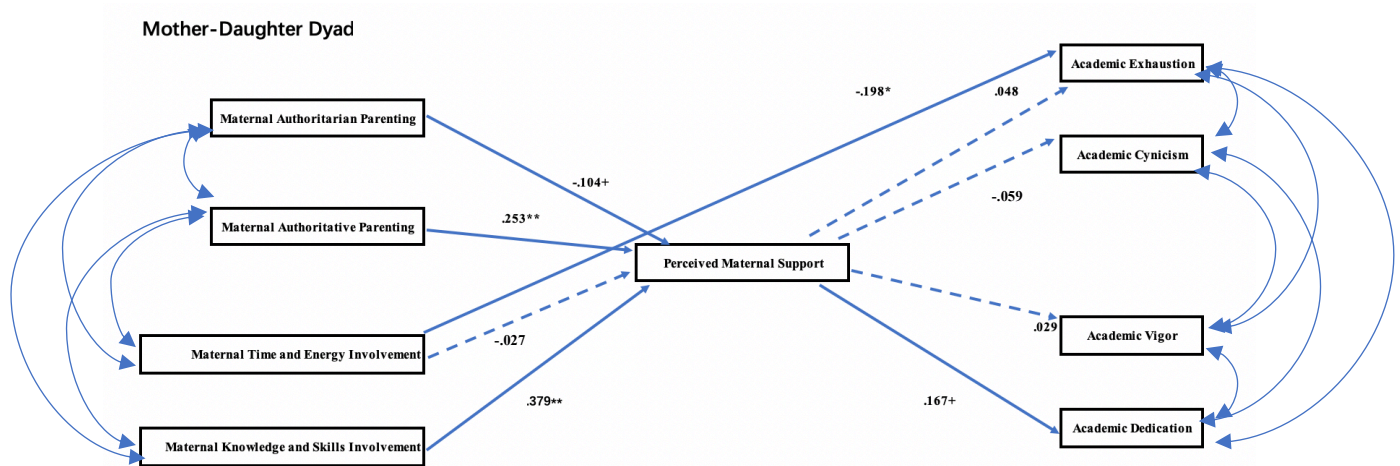 Mother-Daughter Dyad
Academic Exhaustion
-.198*
.048
Maternal Authoritarian Parenting
Academic Cynicism
-.104+
-.059
.253**
Maternal Authoritative Parenting
Perceived Maternal Support
.029
Academic Vigor
-.027
Maternal Time and Energy Involvement
.379**
.167+
Academic Dedication
Maternal Knowledge and Skills Involvement